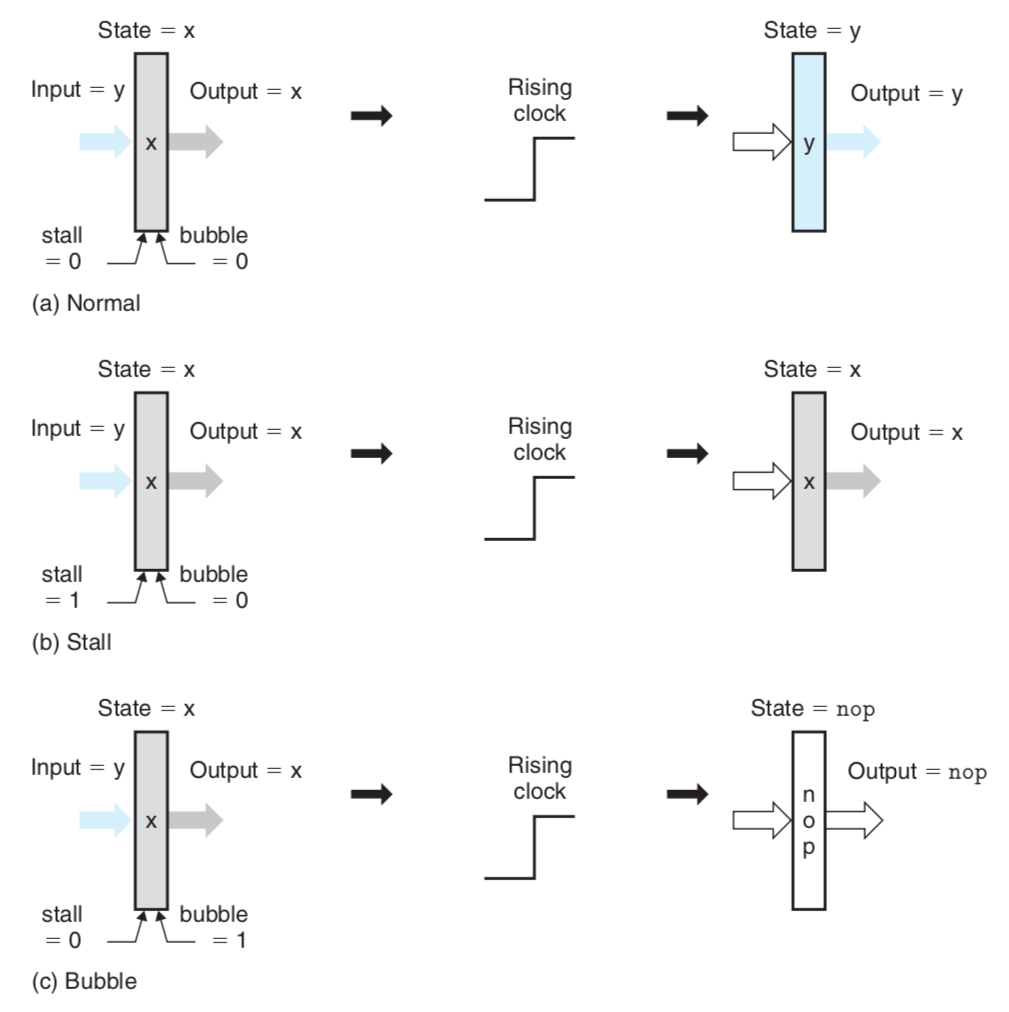 State = x
State = y
Input = y
Output = x
Rising
clock
Output = y
x
y
stall
= 0
bubble
= 0
(a) Normal
State = x
State = x
Input = y
Output = x
Rising
clock
Output = x
x
x
stall
= 1
bubble
= 0
(b) Stall
State = x
State = nop
Input = y
Output = x
Rising
clock
Output = nop
x
n
o
p
stall
= 0
bubble
= 1
(c) Bubble